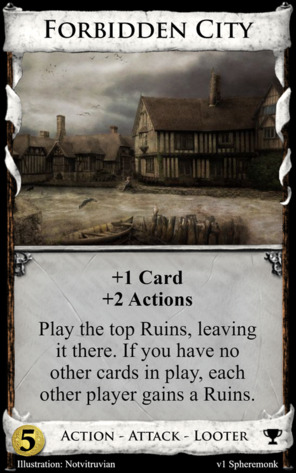 FORBIDDEN CITY
+1 Card
+2 Actions
Play the top Ruins, leaving
it there. If you have no
other cards in play, each
other player gains a Ruins.
5 ACTION - ATTACK - LOOTER
Illustration: Notvitruvian v1 Spheremonk